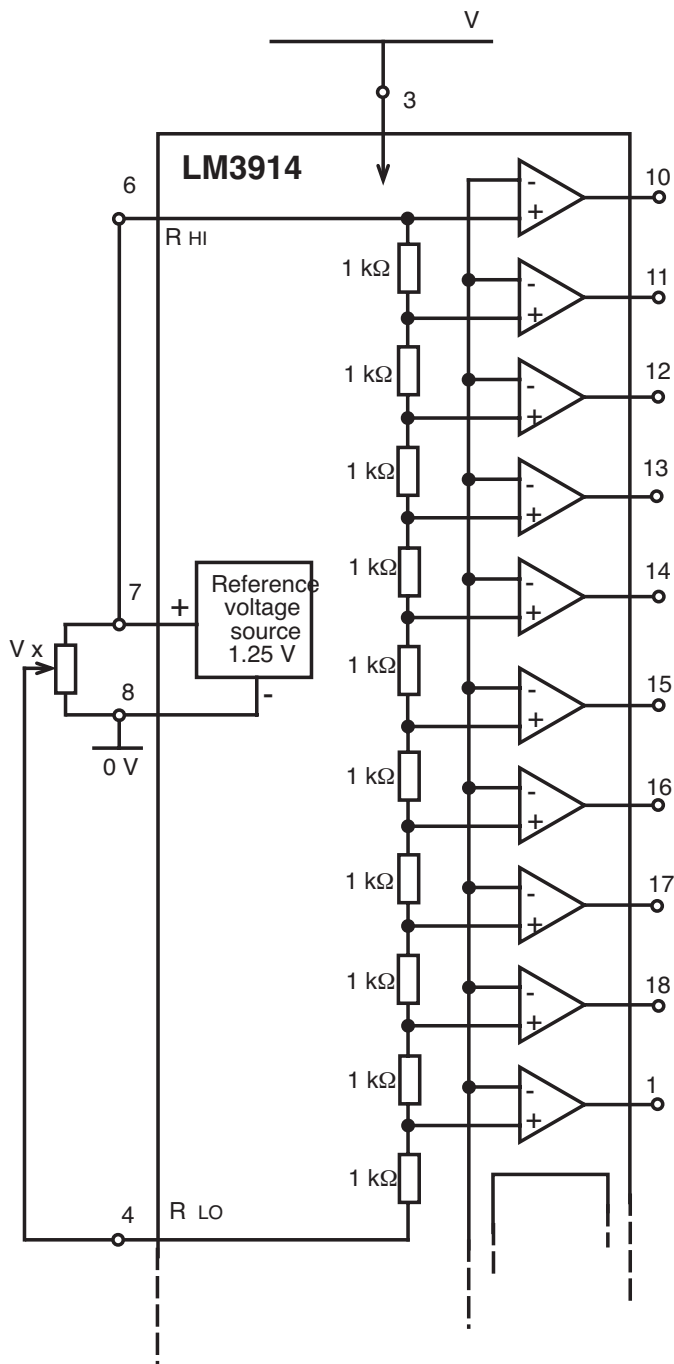 V
3
LM3914
6
R HI
10
1 kΩ
11
1 kΩ
12
1 kΩ
13
1 kΩ
14
7
+
Reference
voltage
source
1.25 V
-
V x
8
0 V
1 kΩ
15
1 kΩ
16
1 kΩ
17
1 kΩ
18
1 kΩ
1
1 kΩ
4
R LO
-
+
-
+
-
+
-
+
-
+
-
+
-
+
-
+
-
+
-
+